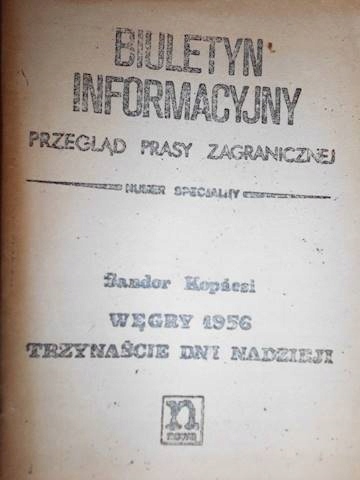 BIULETYN
INFORMACYJNY
PRZEGLĄD PRASY ZAGRANICZNEJ
NUMER SPECJALNY
Sandor Kopácsi
WĘGRY 1956
TRZYNAŚCIE DNI NADZIEJI
n
nowa